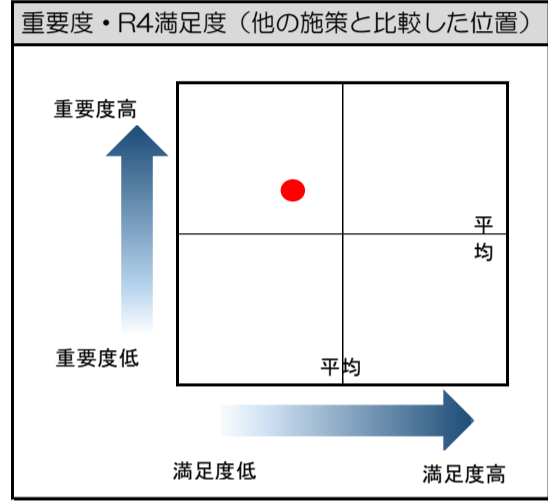 重要度・R4満足度（他の施策と比較した位置）
重要度高
平
均
重要度低
平均
満足度低
満足度高